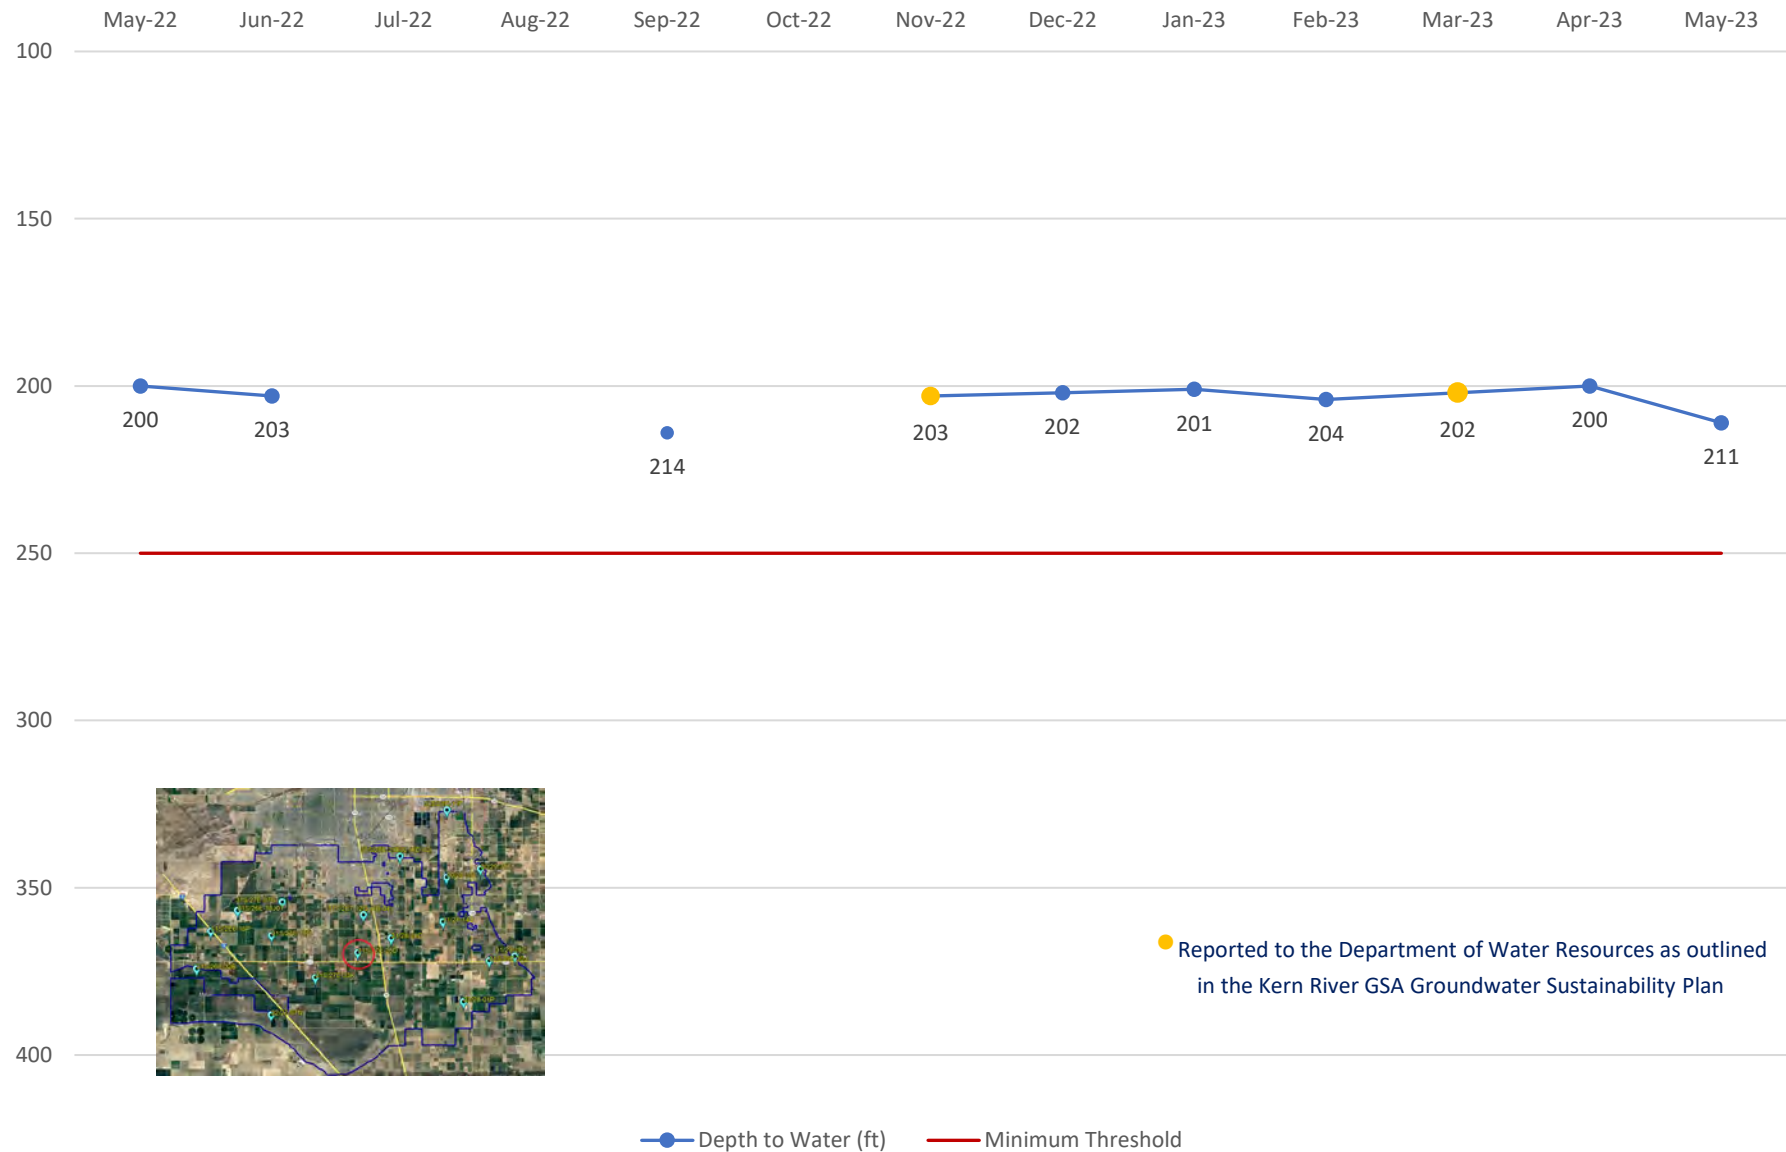 May-22 Jun-22 Jul-22 Aug-22 Sep-22 Oct-22 Nov-22 Dec-22 Jan-23 Feb-23 Mar-23 Apr-23 May-23
100
150
200
200 203 214 203 202 201 204 202 200 211
250
300
350
400
Reported to the Department of Water Resources as outlined
in the Kern River GSA Groundwater Sustainability Plan
Depth to Water (ft) Minimum Threshold